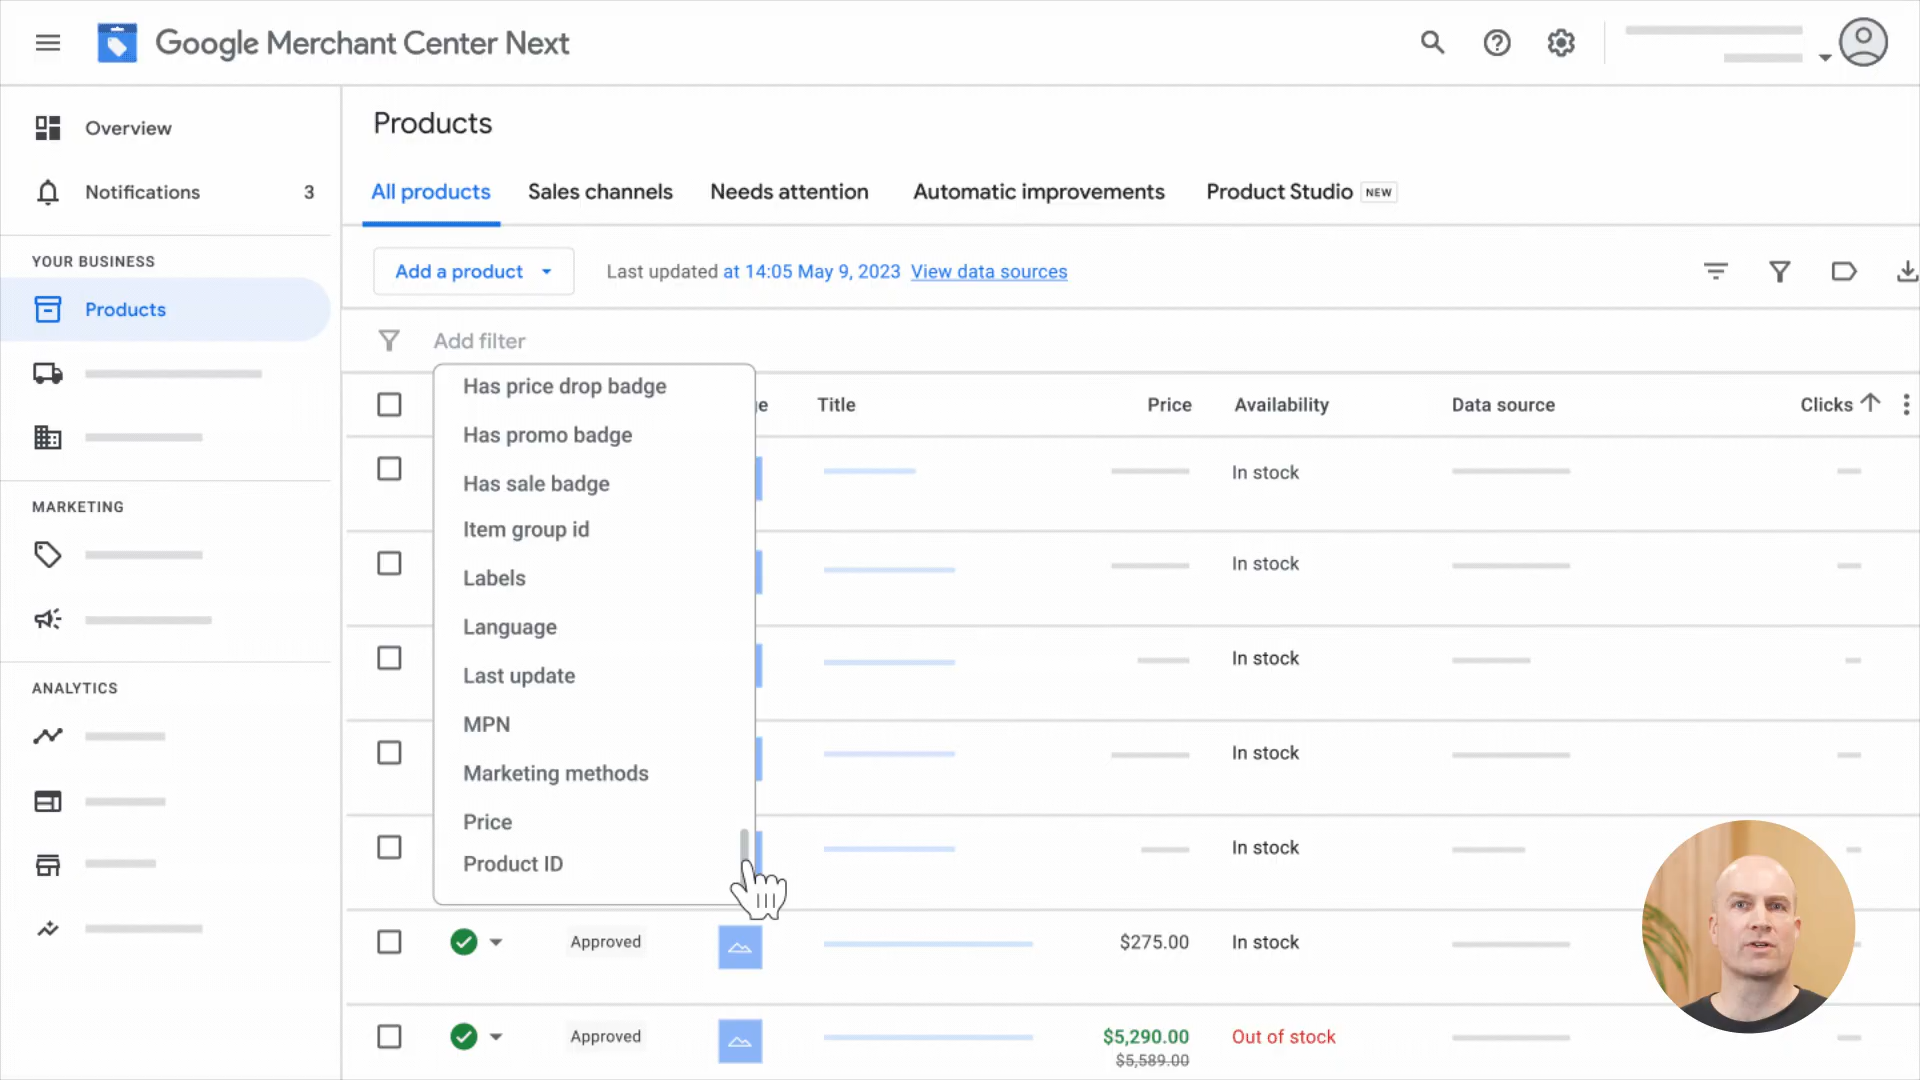 Google Merchant Center Next
Overview
Notifications 3
YOUR BUSINESS
Products
MARKETING
ANALYTICS
Products
All products Sales channels Needs attention Automatic improvements Product Studio NEW
Add a product Last updated at 14:05 May 9, 2023 View data sources
Add filter
Has price drop badge
Has promo badge
Has sale badge
Item group id
Labels
Language
Last update
MPN
Marketing methods
Price
Product ID
Title Price Availability Data source Clicks
In stock
In stock
In stock
In stock
In stock
Approved $275.00 In stock
Approved $5,290.00 Out of stock
$5,589.00